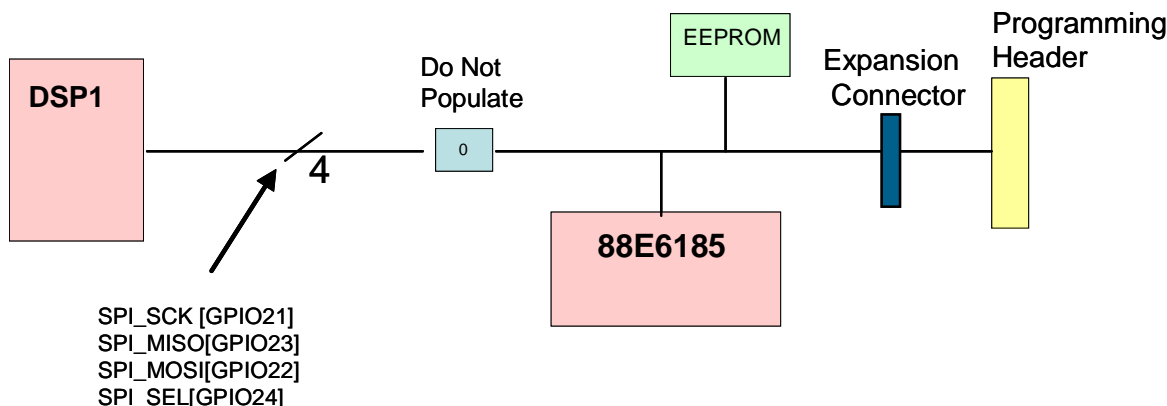 EEPROM
Programming
Header
Expansion
Connector
Do Not
Populate
DSP1
0
4
88E6185
SPI_SCK [GPIO21]
SPI_MISO[GPIO23]
SPI_MOSI[GPIO22]
SPI_SEL[GPIO24]